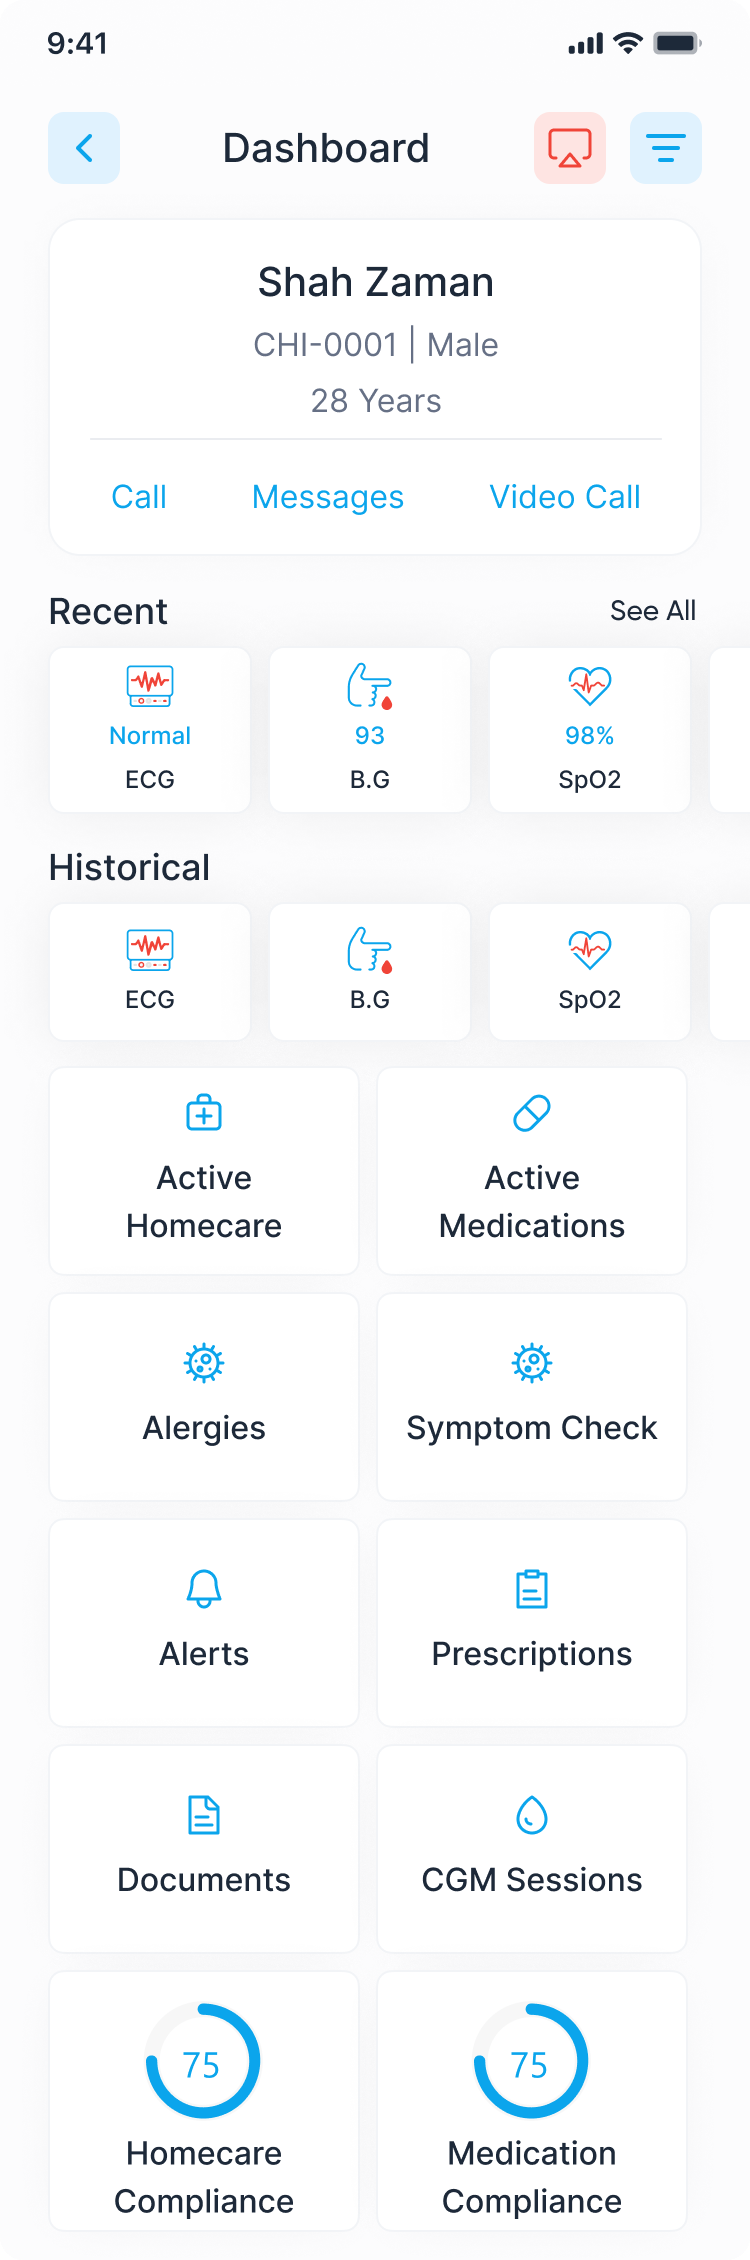 9:41
Dashboard
Shah Zaman
CHI-0001 | Male
28 Years
Call Messages Video Call
Recent See All
Normal 93 98%
ECG B.G SpO2
Historical
ECG B.G SpO2
Active
Homecare
Active
Medications
Alergies
Symptom Check
Alerts
Prescriptions
Documents
CGM Sessions
75
Homecare
Compliance
75
Medication
Compliance